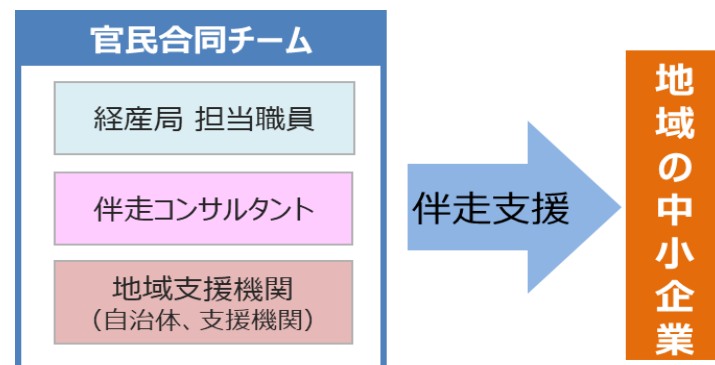 官民合同チーム
経産局 担当職員
伴走コンサルタント
地域支援機関
（自治体、支援機関）
伴走支援
地域の中小企業